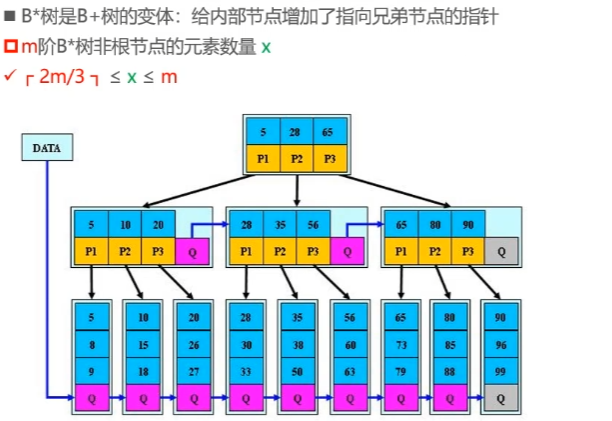 ■ B*树是B+树的变体：给内部节点增加了指向兄弟节点的指针
m阶B*树非根节点的元素数量 x
✓ ┌ 2m/3 ┐ ≤ x ≤ m
DATA
5 28 65
P1 P2 P3
5 10 20 28 35 56 65 80 90
P1 P2 P3 Q P1 P2 P3 Q P1 P2 P3 Q
5 10 20 28 35 56 65 80 90
8 15 26 30 38 60 73 85 96
9 18 27 33 50 63 79 88 99
Q Q Q Q Q Q Q Q Q